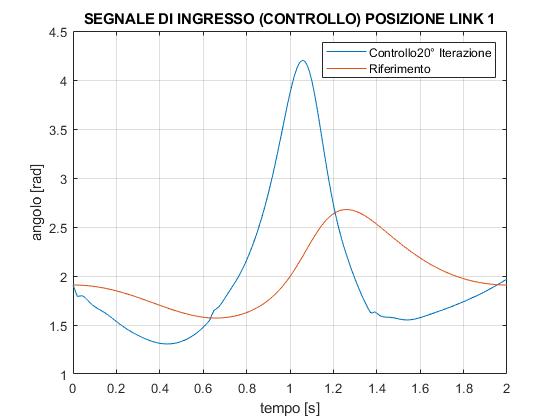 SEGNALE DI INGRESSO (CONTROLLO) POSIZIONE LINK 1
Controllo20° Iterazione
Riferimento
angolo [rad]
4.5
4
3.5
3
2.5
2
1.5
1
0 0.2 0.4 0.6 0.8 1 1.2 1.4 1.6 1.8 2
tempo [s]